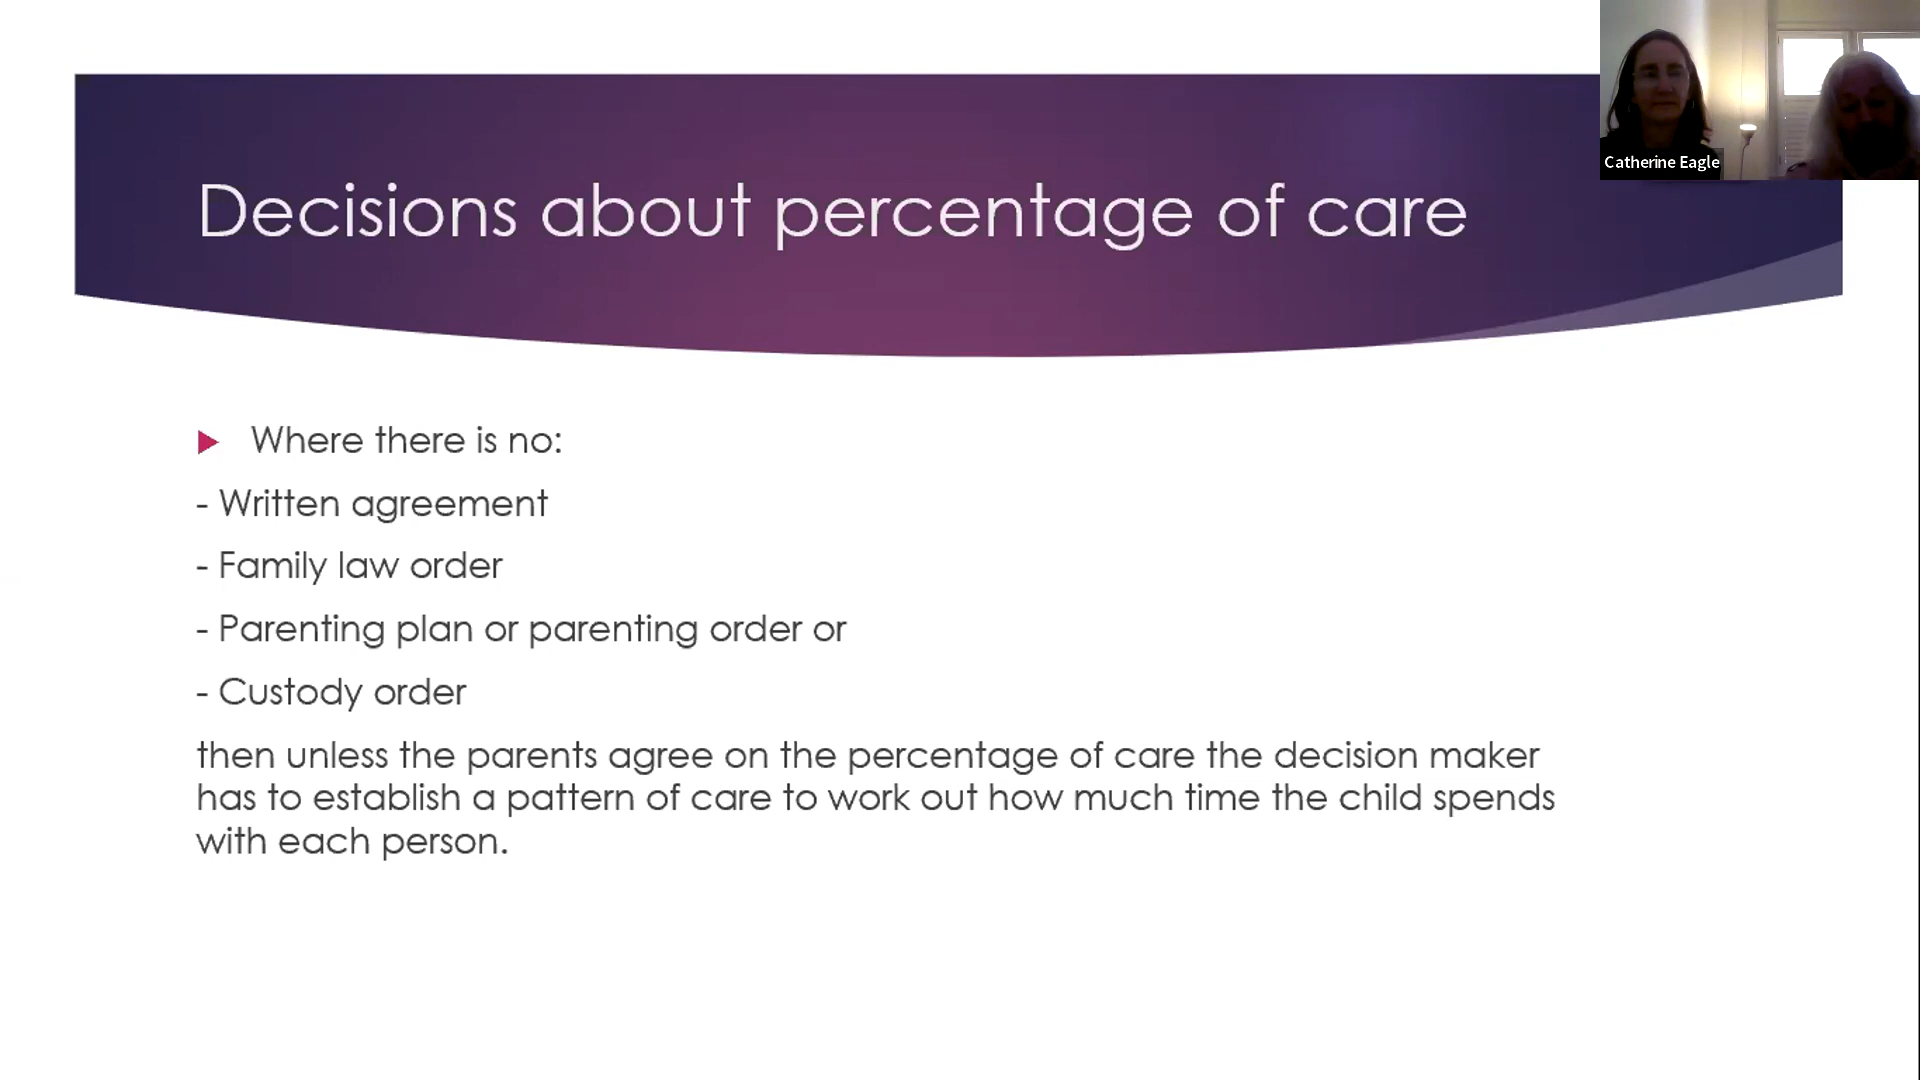 Catherine Eagle
Decisions about percentage of care
Where there is no:
- Written agreement
- Family law order
- Parenting plan or parenting order or
- Custody order
then unless the parents agree on the percentage of care the decision maker
has to establish a pattern of care to work out how much time the child spends
with each person.